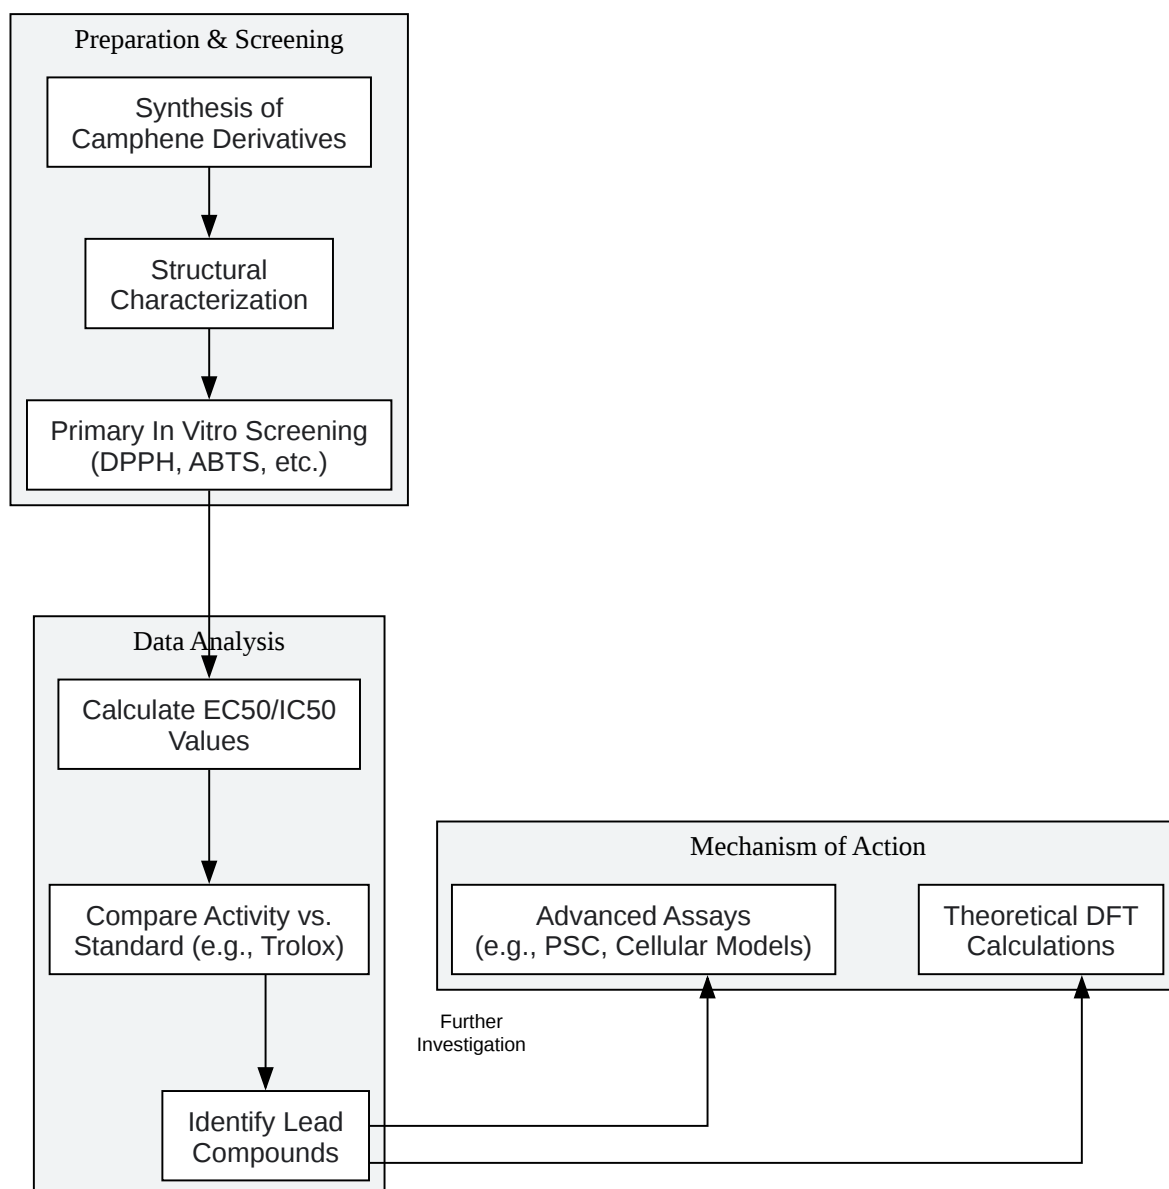 Preparation & Screening
Synthesis of
Camphene Derivatives
Structural
Characterization
Primary In Vitro Screening
(DPPH, ABTS, etc.)
Data Analysis
Calculate EC50/IC50
Values
Compare Activity vs.
Standard (e.g., Trolox)
Identify Lead
Compounds
Further
Investigation
Mechanism of Action
Advanced Assays
(e.g., PSC, Cellular Models)
Theoretical DFT
Calculations